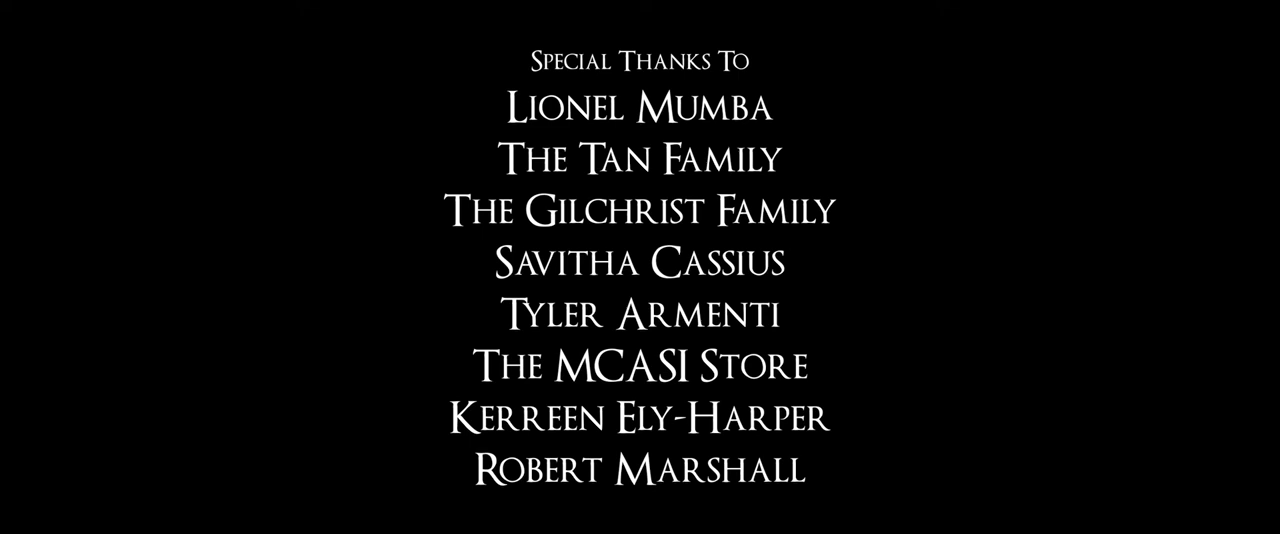 Special Thanks To
Lionel Mumba
The Tan Family
The Gilchrist Family
Savitha Cassius
Tyler Armenti
The MCASI Store
Kerreen Ely-Harper
Robert Marshall